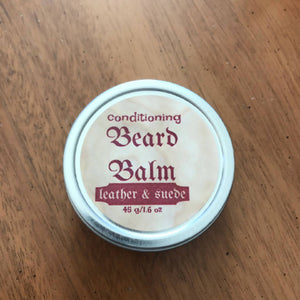 conditioning
Beard
Balm
leather & suede
46 g/1.6 oz